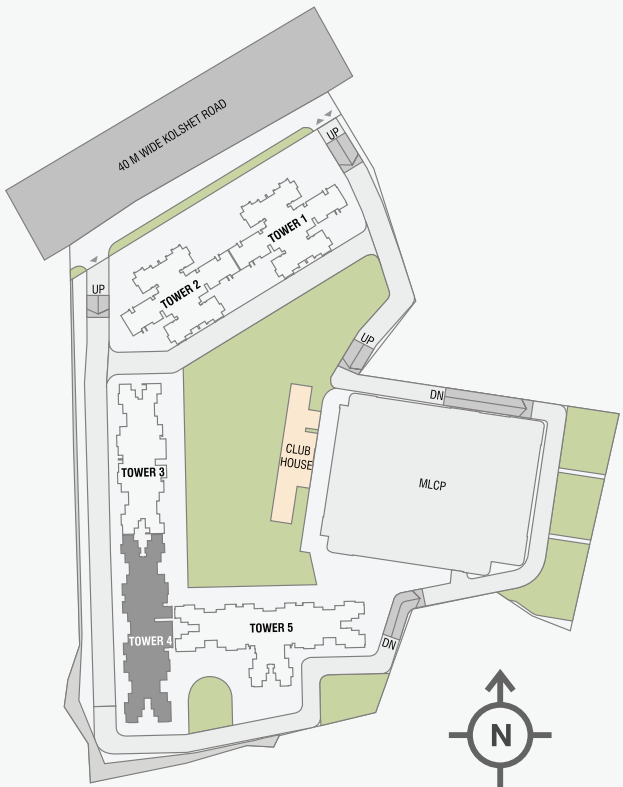 40 M WIDE KOLSHET ROAD
UP
TOWER 1
TOWER 2
UP
UP
DN
TOWER 3
CLUB
HOUSE
MLCP
TOWER 4
TOWER 5
DN
N